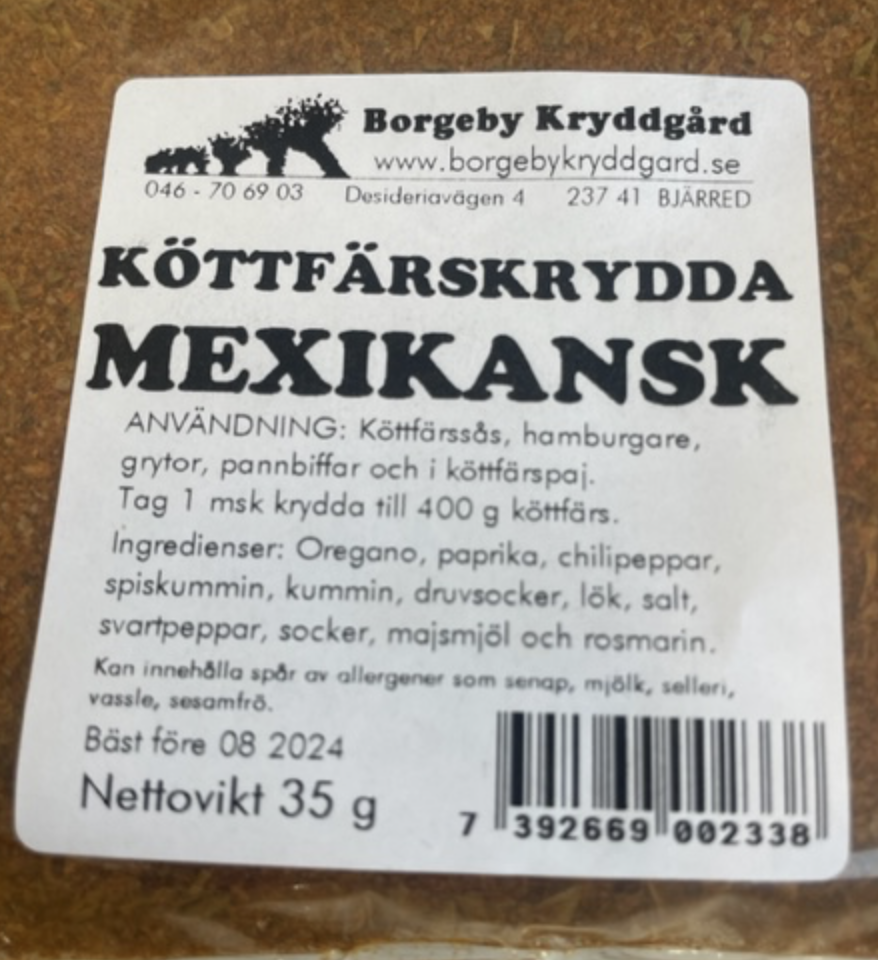 Borgeby Kryddgård
www.borgebykryddgard.se
046 - 70 69 03 Desideriavägen 4 237 41 BJÄRRED
KÖTTFÄRSKRYDDA
MEXIKANSK
ANVÄNDNING: Köttfärssås, hamburgare,
grytor, pannbiffar och i köttfärspaj.
Tag 1 msk krydda till 400 g köttfärs.
Ingredienser: Oregano, paprika, chilipeppar,
spiskummin, kummin, druvsocker, lök, salt,
svartpeppar, socker, majsmjöl och rosmarin.
Kan innehålla spår av allergener som senap, mjölk, selleri,
vassle, sesamfrö.
Bäst före 08 2024
Nettovikt 35 g
7 392669 002338